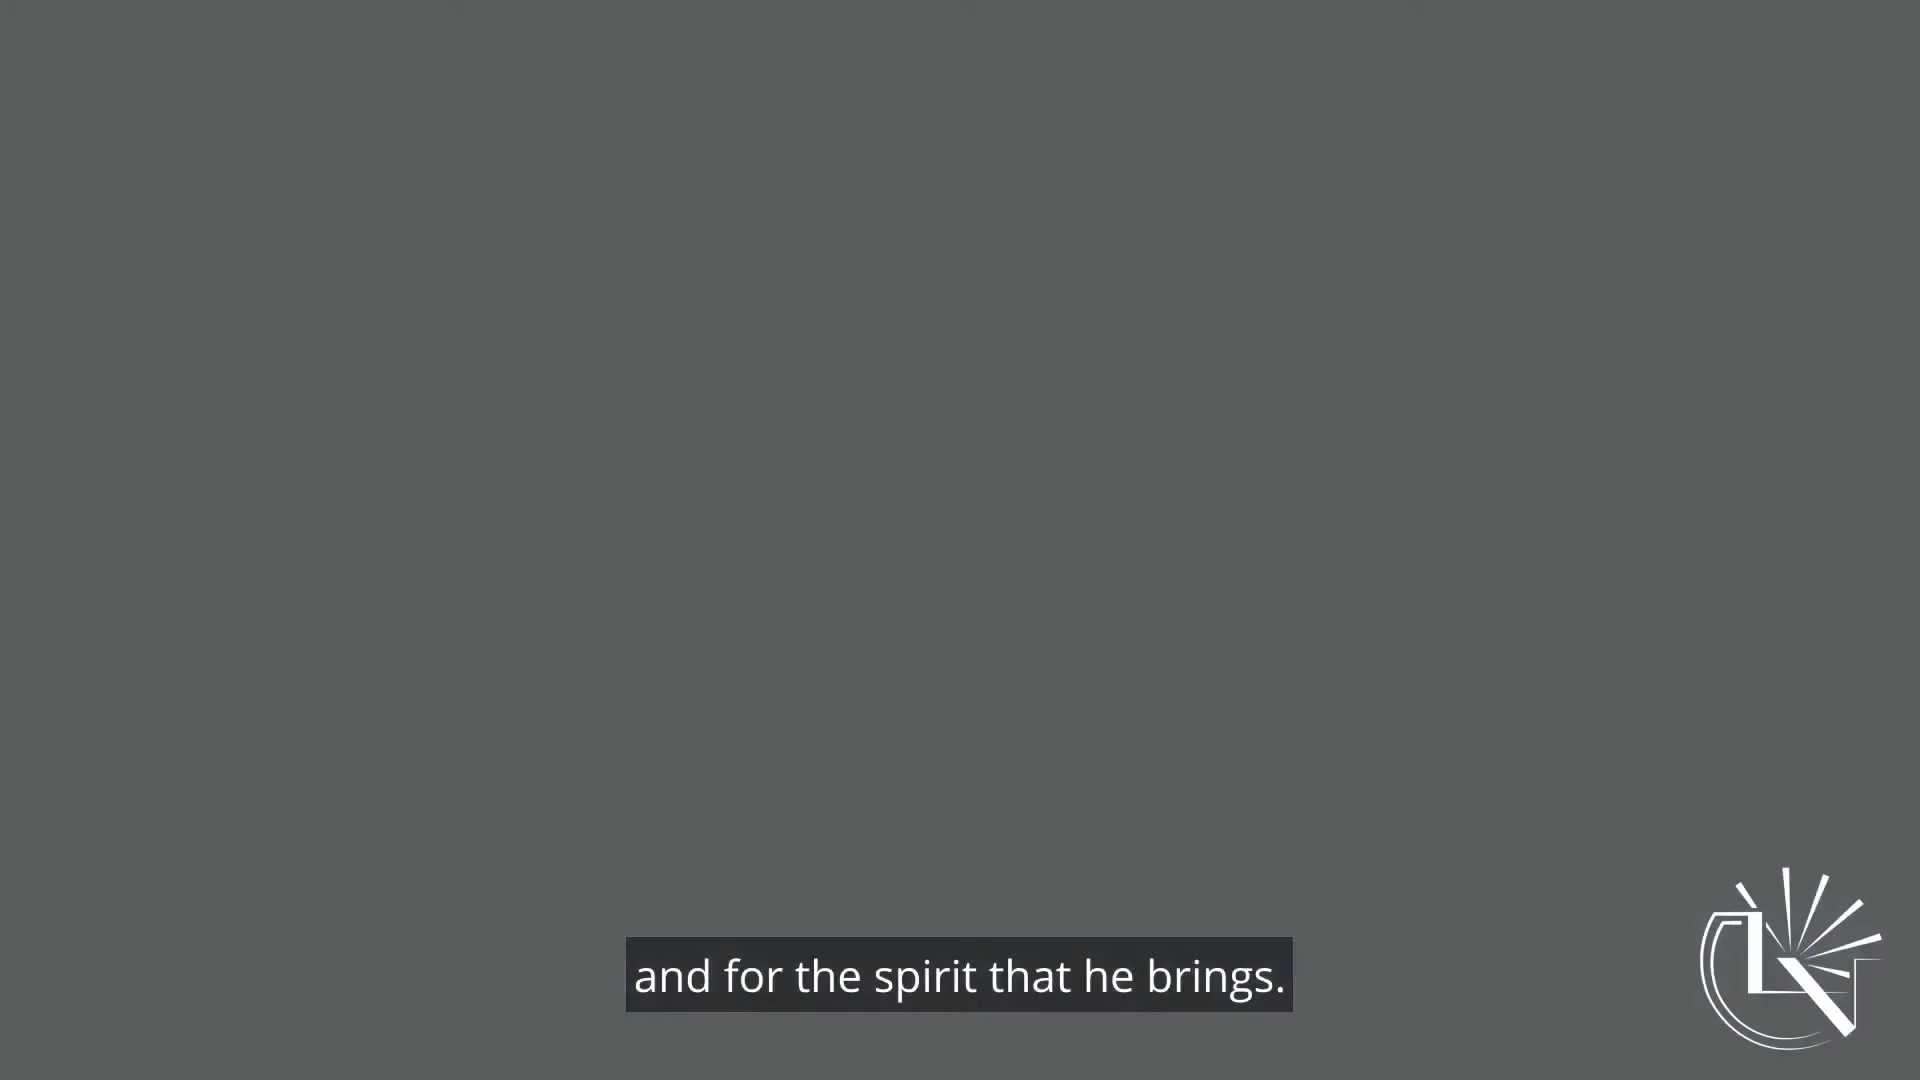 and for the spirit that he brings.